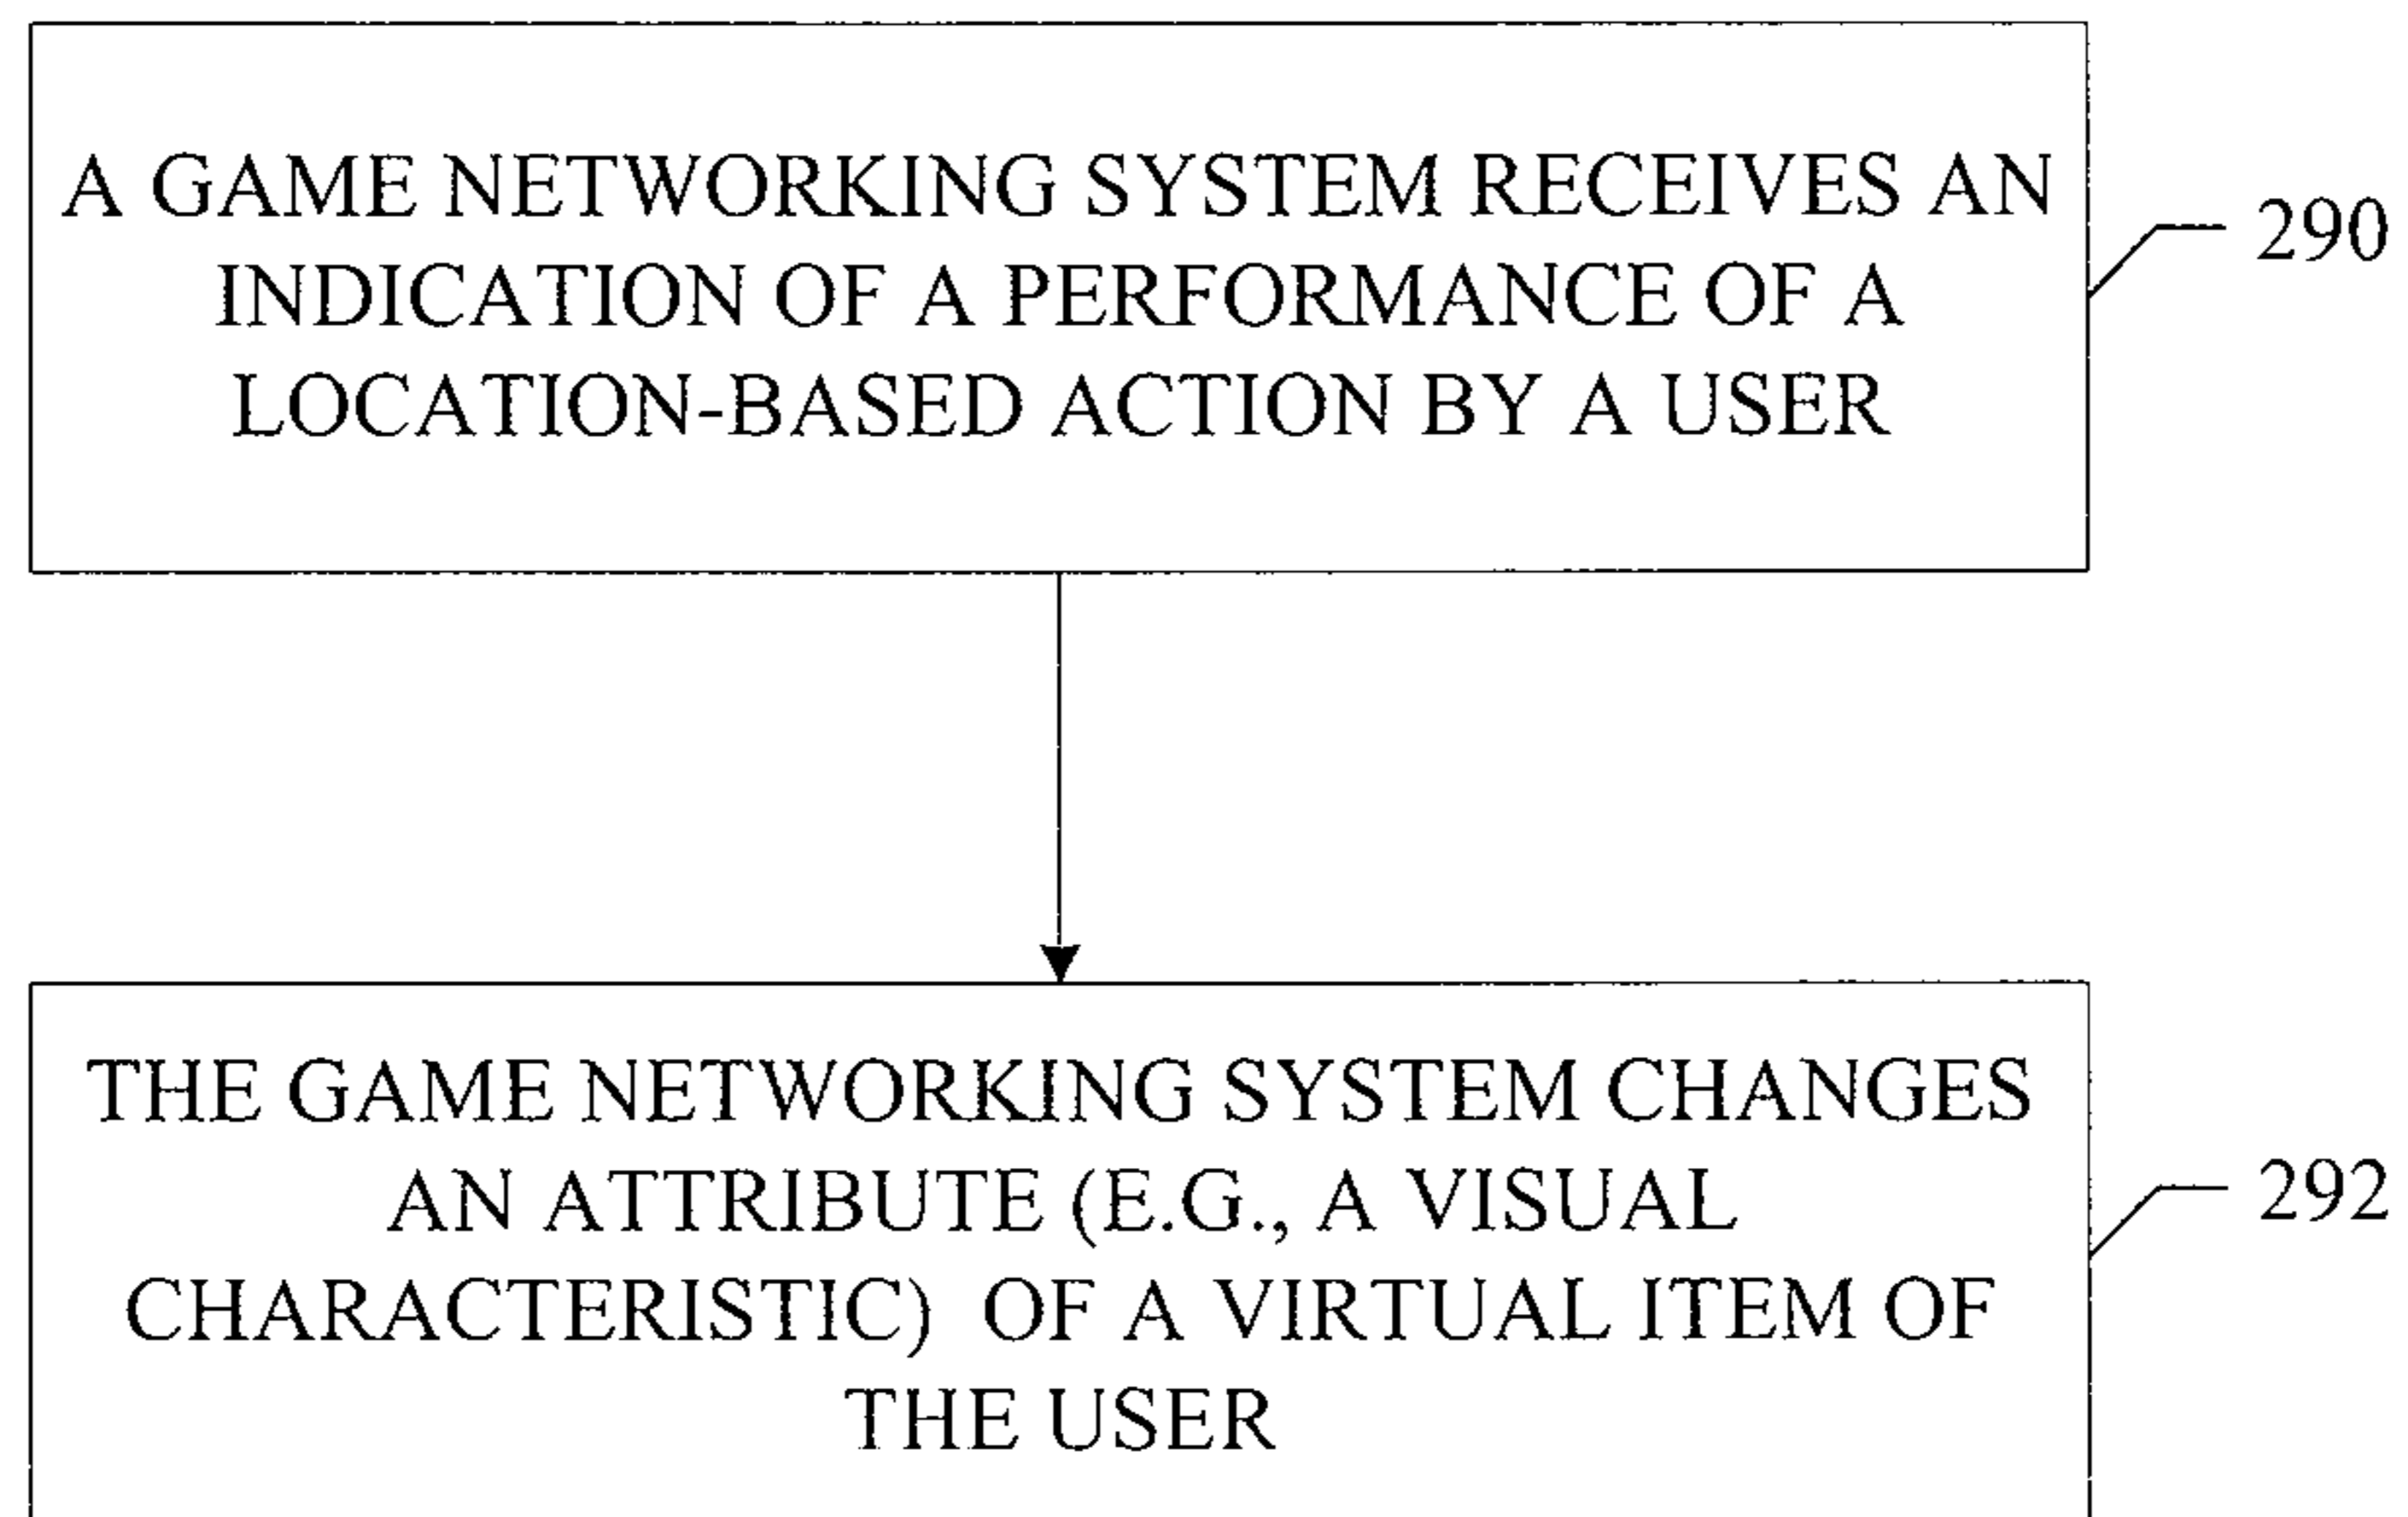 A GAME NETWORKING SYSTEM RECEIVES AN
INDICATION OF A PERFORMANCE OF A
LOCATION-BASED ACTION BY A USER
290
THE GAME NETWORKING SYSTEM CHANGES
AN ATTRIBUTE (E.G., A VISUAL
CHARACTERISTIC) OF A VIRTUAL ITEM OF
THE USER
292